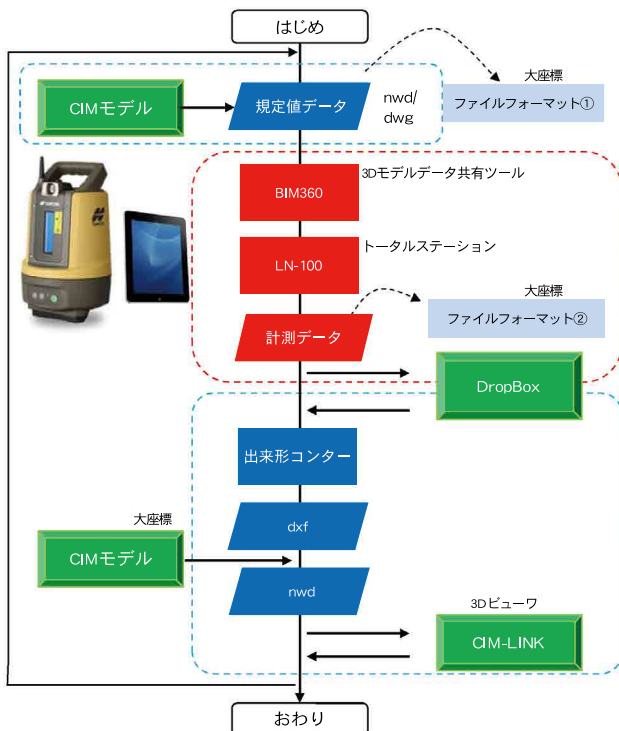 はじめ
大座標
CIMモデル
規定値データ
nwd/
dwg
ファイルフォーマット①
3Dモデルデータ共有ツール
BIM360
トータルステーション
LN-100
大座標
計測データ
ファイルフォーマット②
DropBox
出来形コンター
大座標
dxf
CIMモデル
nwd
3Dビューワ
CIM-LINK
おわり